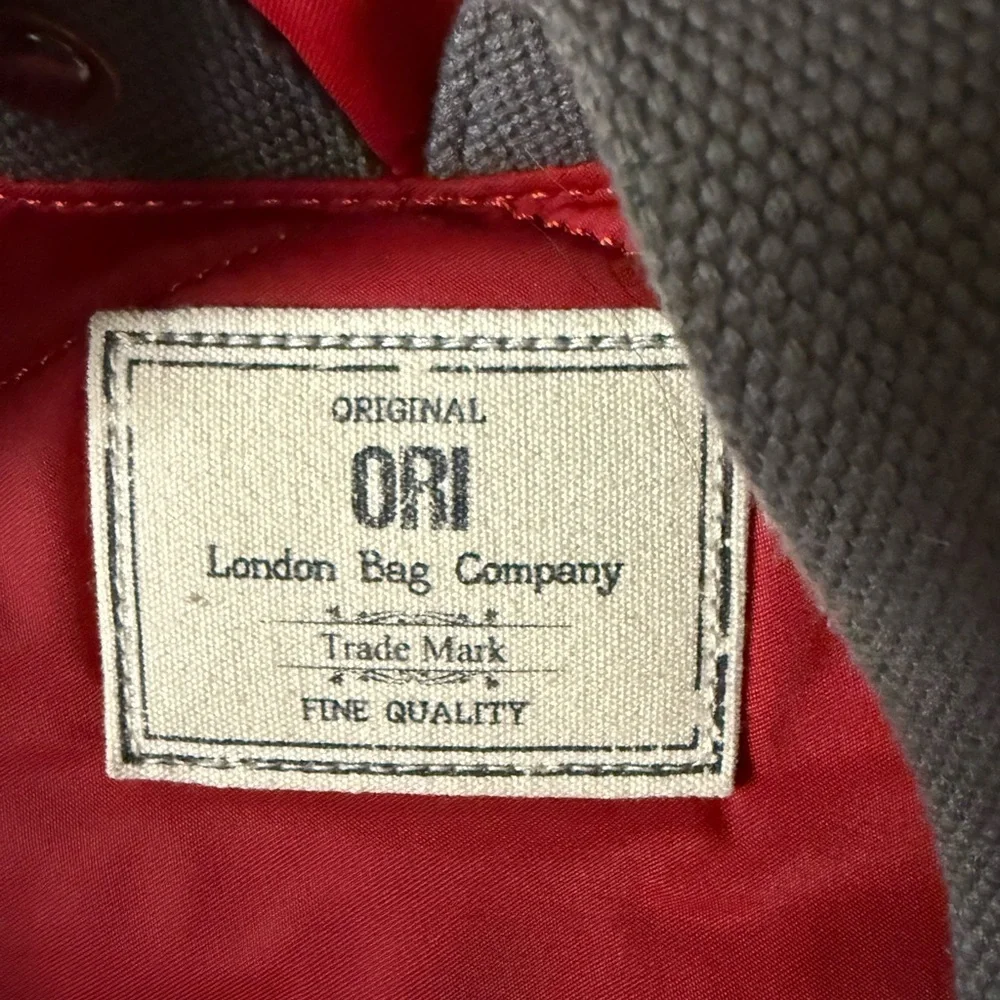 ORIGINAL
ORI
London Bag Company
Trade Mark
FINE QUALITY